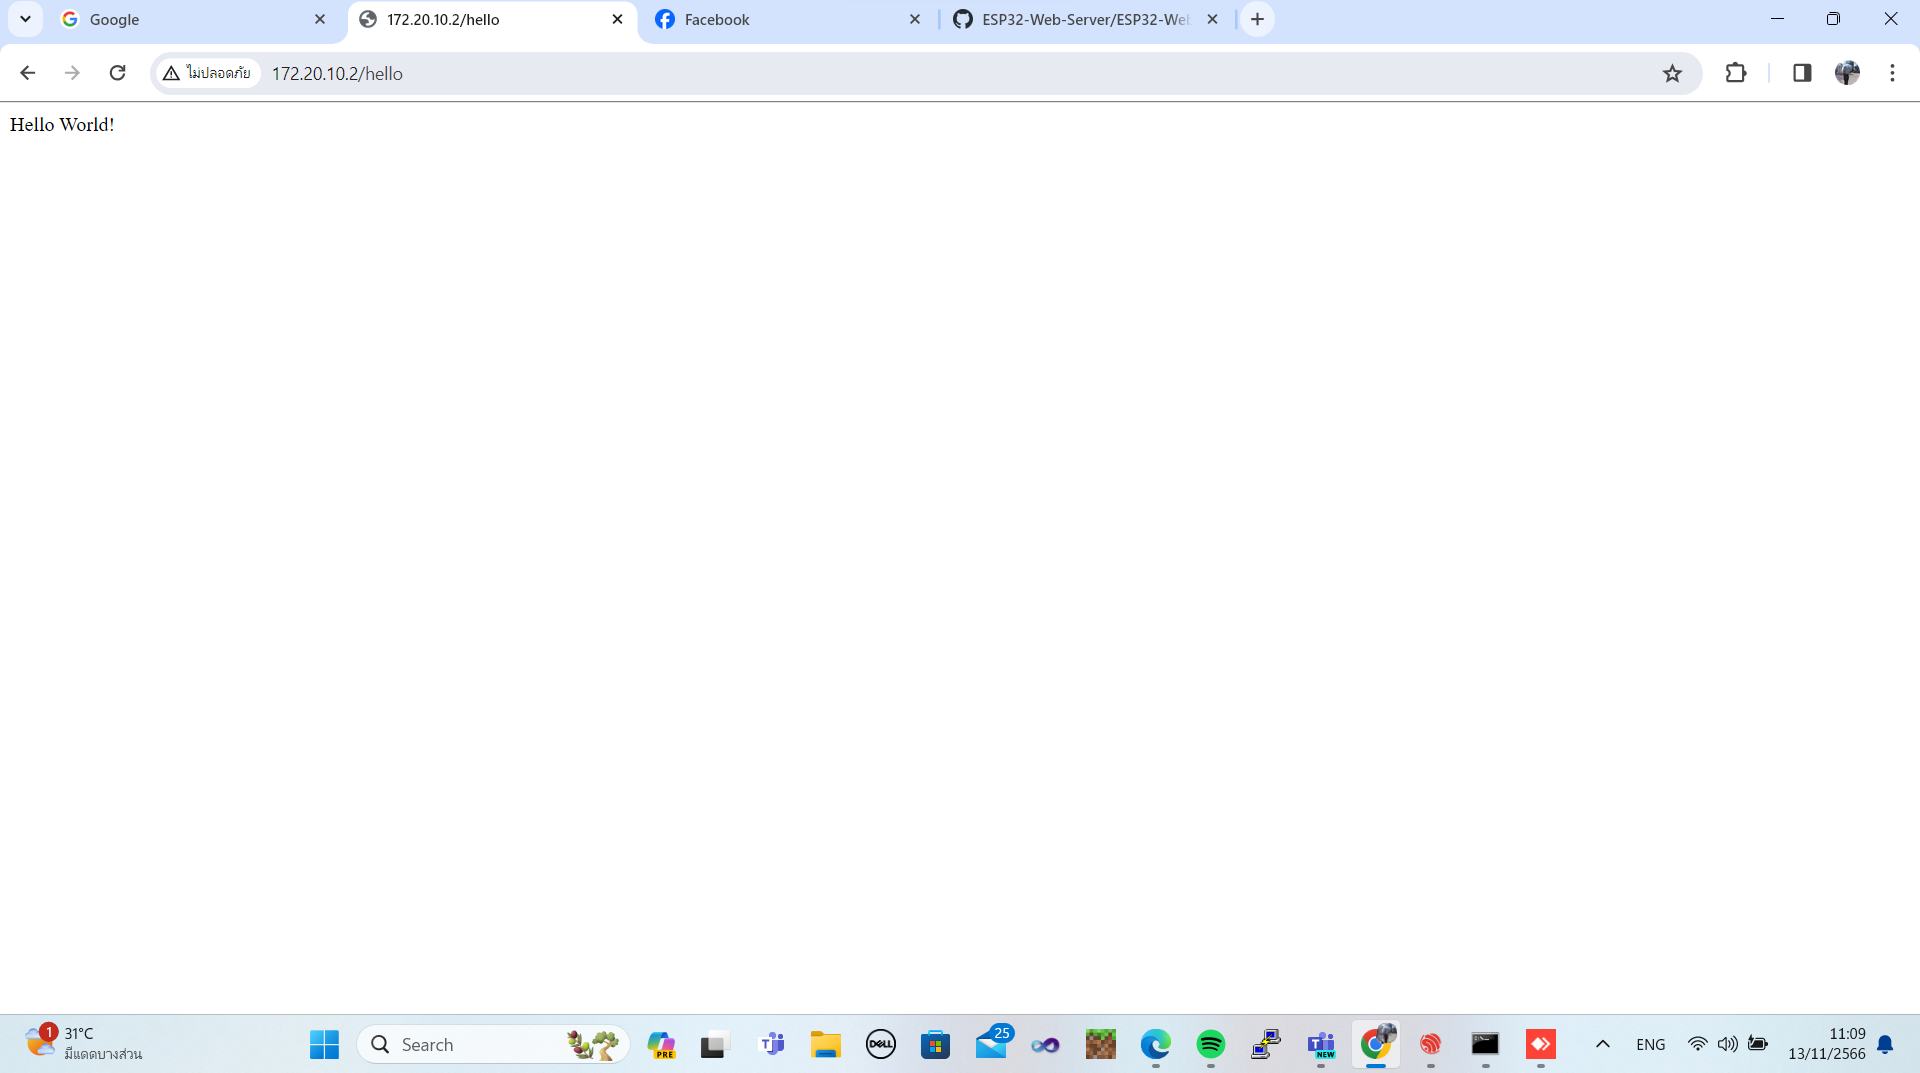 Google
172.20.10.2/hello
Facebook
ESP32-Web-Server/ESP32-We
ไม่ปลอดภัย
172.20.10.2/hello
Hello World!
1
31°C
มีแดดบางส่วน
Search
PRE
DELL
25
NEW
ENG
11:09
13/11/2566